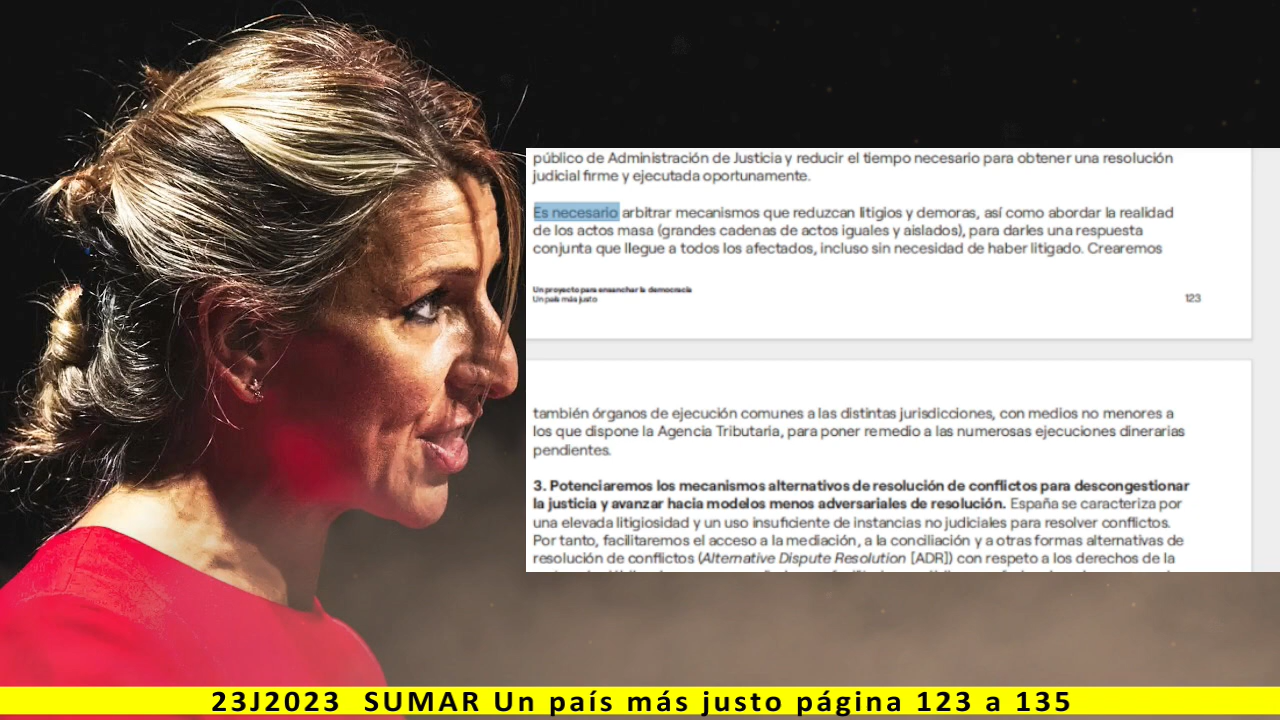 público de Administración de Justicia y reducir el tiempo necesario para obtener una resolución
judicial firme y ejecutada oportunamente.
Es necesario arbitrar mecanismos que reduzcan litigios y demoras, así como abordar la realidad
de los actos masa (grandes cadenas de actos iguales y aislados), para darles una respuesta
conjunta que llegue a todos los afectados, incluso sin necesidad de haber litigado. Crearemos
Un proyecto para ensanchar la democracia
Un país más justo
123
también órganos de ejecución comunes a las distintas jurisdicciones, con medios no menores a
los que dispone la Agencia Tributaria, para poner remedio a las numerosas ejecuciones dinerarias
pendientes.
3. Potenciaremos los mecanismos alternativos de resolución de conflictos para descongestionar
la justicia y avanzar hacia modelos menos adversariales de resolución. España se caracteriza por
una elevada litigiosidad y un uso insuficiente de instancias no judiciales para resolver conflictos.
Por tanto, facilitaremos el acceso a la mediación, a la conciliación y a otras formas alternativas de
resolución de conflictos (Alternative Dispute Resolution [ADR]) con respeto a los derechos de la
23J2023 SUMAR Un país más justo página 123 a 135